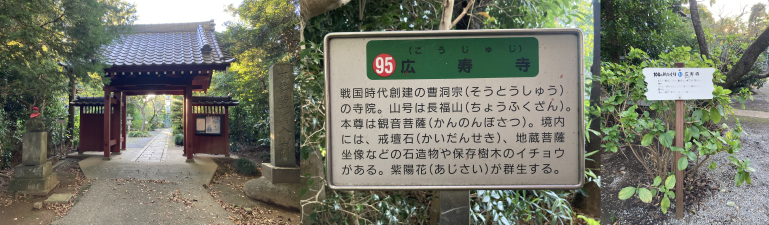 (こうじゅじ)
95 広寿寺
戦国時代創建の曹洞宗(そうとうしゅう)
の寺院。山号は長福山(ちょうふくざん)。
本尊は観音菩薩(かんのんぼさつ)。境内
には、戒壇石(かいだんせき)、地蔵菩薩
坐像などの石造物や保存樹木のイチョウ
がある。紫陽花(あじさい)が群生する。
広寿寺